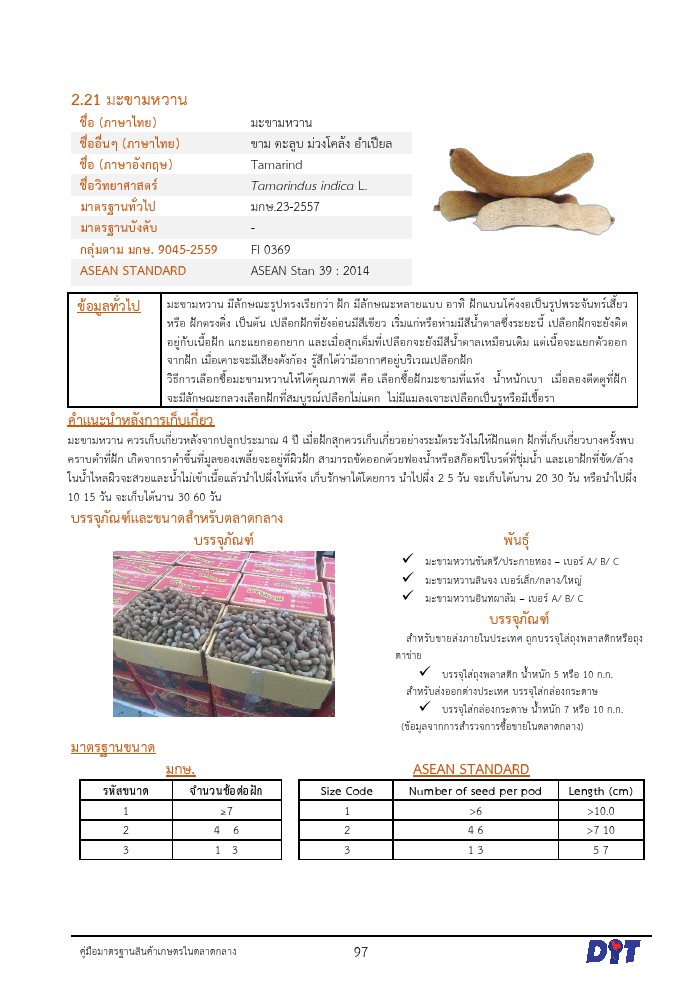 2.21 มะขามหวาน
ชื่อ (ภาษาไทย) มะขามหวาน
ชื่ออื่นๆ (ภาษาไทย) ขาม ตะลูบ ม่วงโคล้ง อำเปียล
ชื่อ (ภาษาอังกฤษ) Tamarind
ชื่อวิทยาศาสตร์ Tamarindus indica L.
มาตรฐานทั่วไป มกษ.23-2557
มาตรฐานบังคับ -
กลุ่มตาม มกษ. 9045-2559 FI 0369
ASEAN STANDARD ASEAN Stan 39 : 2014
ข้อมูลทั่วไป
มะขามหวาน มีลักษณะรูปทรงเรียกว่า ฝัก มีลักษณะหลายแบบ อาทิ ฝักแบนโค้งงอเป็นรูปพระจันทร์เสี้ยว
หรือ ฝักตรงดิ่ง เป็นต้น เปลือกฝักที่ยังอ่อนมีสีเขียว เริ่มแก่หรือห่ามมีสีน้ำตาลซึ่งระยะนี้ เปลือกฝักจะยังติด
อยู่กับเนื้อฝัก แกะแยกออกยาก และเมื่อสุกเต็มที่เปลือกจะยังมีสีน้ำตาลเหมือนเดิม แต่เนื้อจะแยกตัวออก
จากฝัก เมื่อเคาะจะมีเสียงดังก้อง รู้สึกได้ว่ามีอากาศอยู่บริเวณเปลือกฝัก
วิธีการเลือกซื้อมะขามหวานให้ได้คุณภาพดี คือ เลือกซื้อฝักมะขามที่แห้ง น้ำหนักเบา เมื่อลองดีดดูที่ฝัก
จะมีลักษณะกลวงเลือกฝักที่สมบูรณ์เปลือกไม่แตก ไม่มีแมลงเจาะเปลือกเป็นรูหรือมีเชื้อรา
คำแนะนำหลังการเก็บเกี่ยว
มะขามหวาน ควรเก็บเกี่ยวหลังจากปลูกประมาณ 4 ปี เมื่อฝักสุกควรเก็บเกี่ยวอย่างระมัดระวังไม่ให้ฝักแตก ฝักที่เก็บเกี่ยวบางครั้งพบ
คราบดำที่ฝัก เกิดจากราดำขึ้นที่มูลของเพลี้ยจะอยู่ที่ผิวฝัก สามารถขัดออกด้วยฟองน้ำหรือสก๊อตช์ไบรต์ที่ชุ่มน้ำ และเอาฝักที่ขัด/ล้าง
ในน้ำไหลผิวจะสวยและน้ำไม่เข้าเนื้อแล้วนำไปผึ่งให้แห้ง เก็บรักษาได้โดยการ นำไปผึ่ง 2 5 วัน จะเก็บได้นาน 20 30 วัน หรือนำไปผึ่ง
10 15 วัน จะเก็บได้นาน 30 60 วัน
บรรจุภัณฑ์และขนาดสำหรับตลาดกลาง
บรรจุภัณฑ์
พันธุ์
✓ มะขามหวานขันตรี/ประกายทอง – เบอร์ A/ B/ C
✓ มะขามหวานสินจง เบอร์เล็ก/กลาง/ใหญ่
✓ มะขามหวานอินทผาลัม – เบอร์ A/ B/ C
บรรจุภัณฑ์
สำหรับขายส่งภายในประเทศ ถูกบรรจุใส่ถุงพลาสติกหรือถุง
ตาข่าย
✓ บรรจุใส่ถุงพลาสติก น้ำหนัก 5 หรือ 10 ก.ก.
สำหรับส่งออกต่างประเทศ บรรจุใส่กล่องกระดาษ
✓ บรรจุใส่กล่องกระดาษ น้ำหนัก 7 หรือ 10 ก.ก.
(ข้อมูลจากการสำรวจการซื้อขายในตลาดกลาง)
มาตรฐานขนาด
มกษ.
รหัสขนาด จำนวนข้อต่อฝัก
1 ≥7
2 4 6
3 1 3
ASEAN STANDARD
Size Code Number of seed per pod Length (cm)
1 >6 >10.0
2 4 6 >7 10
3 1 3 5 7
คู่มือมาตรฐานสินค้าเกษตรในตลาดกลาง 97 DIT